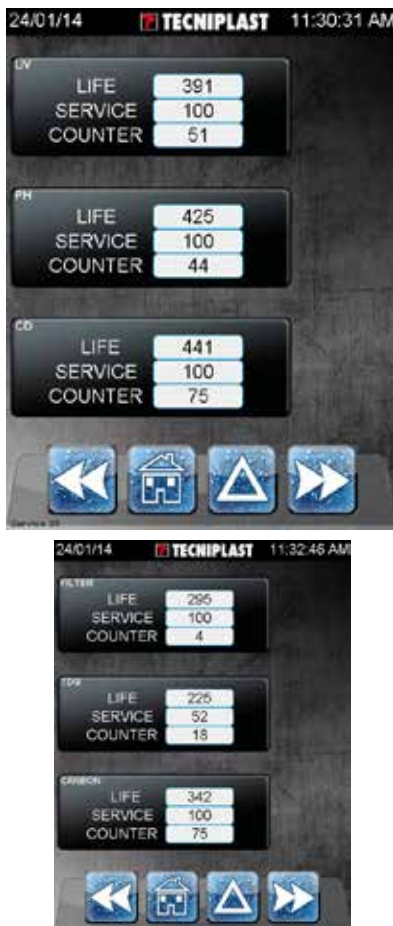 24/01/14 TECNIPLAST 11:30:31 AM
UV
LIFE 391
SERVICE 100
COUNTER 51
PH
LIFE 425
SERVICE 100
COUNTER 44
CD
LIFE 441
SERVICE 100
COUNTER 75
24/01/14 TECNIPLAST 11:32:46 AM
FILTER
LIFE 295
SERVICE 100
COUNTER 4
LIFE 225
SERVICE 52
COUNTER 18
CARBON
LIFE 342
SERVICE 100
COUNTER 75